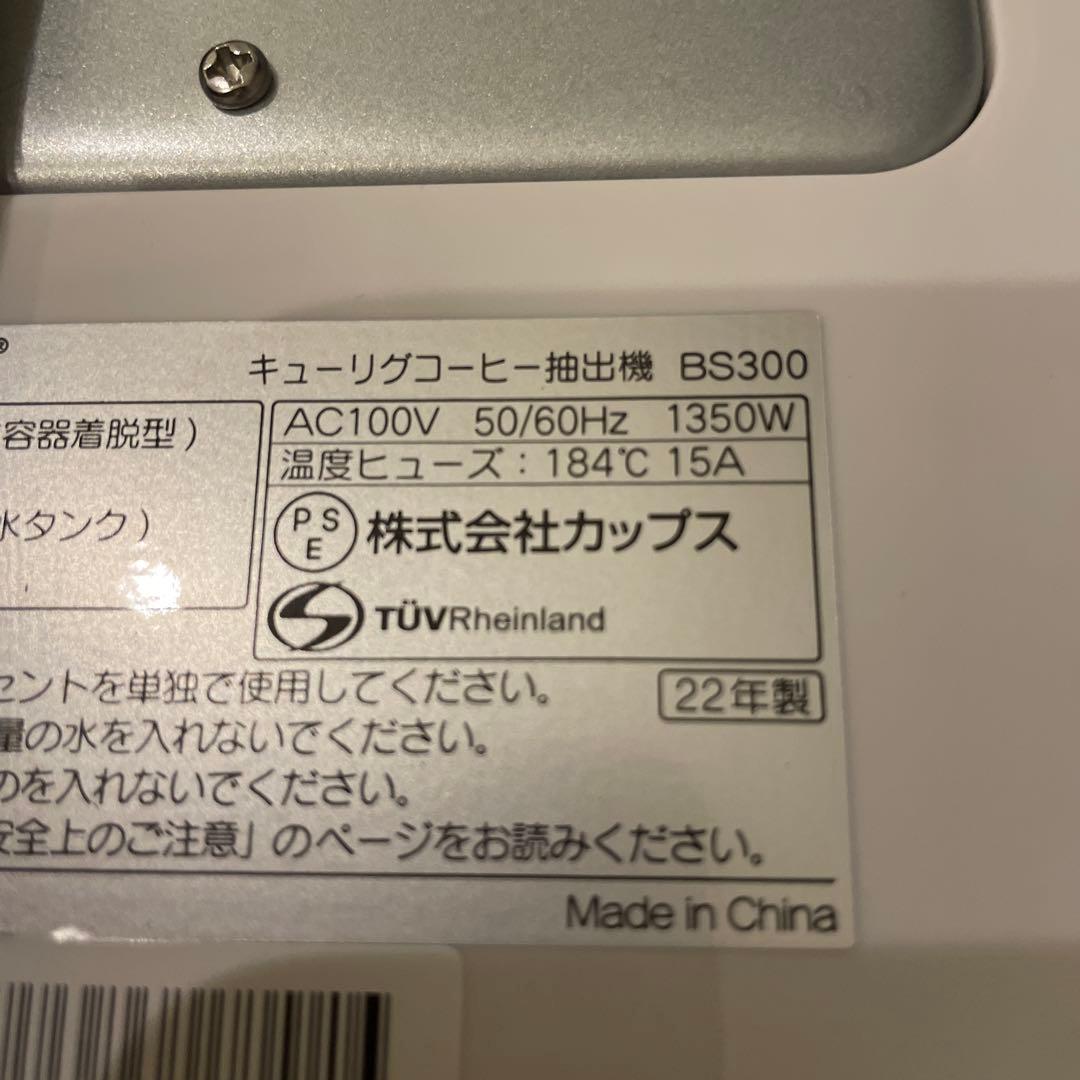 ®
キューリグコーヒー抽出機 BS300
容器着脱型)
水タンク)
AC100V 50/60Hz 1350W
温度ヒューズ:184℃ 15A
PSE 株式会社カップス
TÜVRheinland
セントを単独で使用してください。
22年製
量の水を入れないでください。
のを入れないでください。
安全上のご注意」のページをお読みください。
Made in China